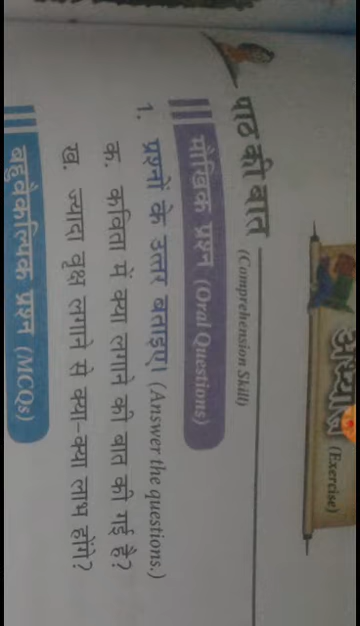 अभ्यास (Exercise)
पाठ की बात (Comprehension Skill)
मौखिक प्रश्न (Oral Questions)
1. प्रश्नों के उत्तर बताइए। (Answer the questions.)
क. कविता में क्या लगाने की बात की गई है?
ख. ज्यादा वृक्ष लगाने से क्या-क्या लाभ होंगे?
बहुवैकल्पिक प्रश्न (MCQs)